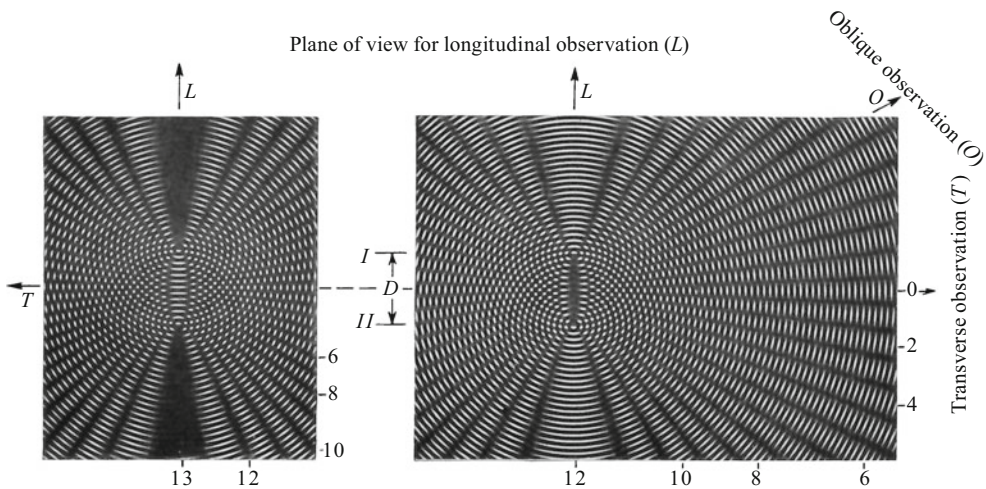 Plane of view for longitudinal observation (L)
Oblique observation (O)
O
L
L
Transverse observation (T)
I
D
II
T
0
2
4
6
8
10
13
12
12
10
8
6